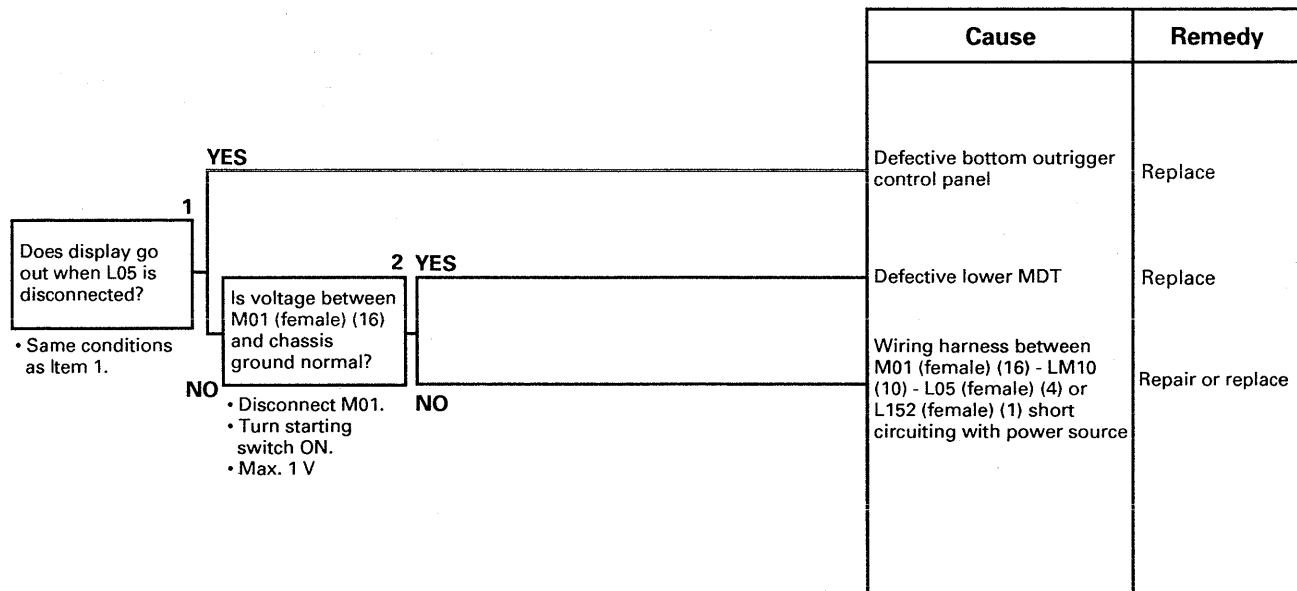 Cause
Remedy
YES
Defective bottom outrigger
control panel
Replace
1
Does display go
out when L05 is
disconnected?
• Same conditions
as Item 1.
2 YES
Defective lower MDT
Replace
Is voltage between
M01 (female) (16)
and chassis
ground normal?
NO
• Disconnect M01.
• Turn starting
switch ON.
• Max. 1 V
NO
Wiring harness between
M01 (female) (16) - LM10
(10) - L05 (female) (4) or
L152 (female) (1) short
circuiting with power source
Repair or replace